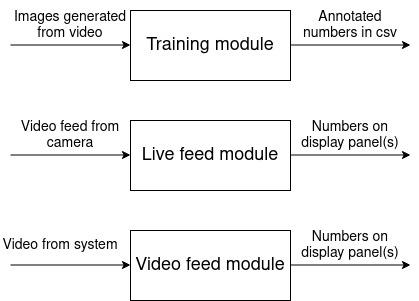 Images generated
from video
Training module
Annotated
numbers in csv
Video feed from
camera
Live feed module
Numbers on
display panel(s)
Video from system
Video feed module
Numbers on
display panel(s)